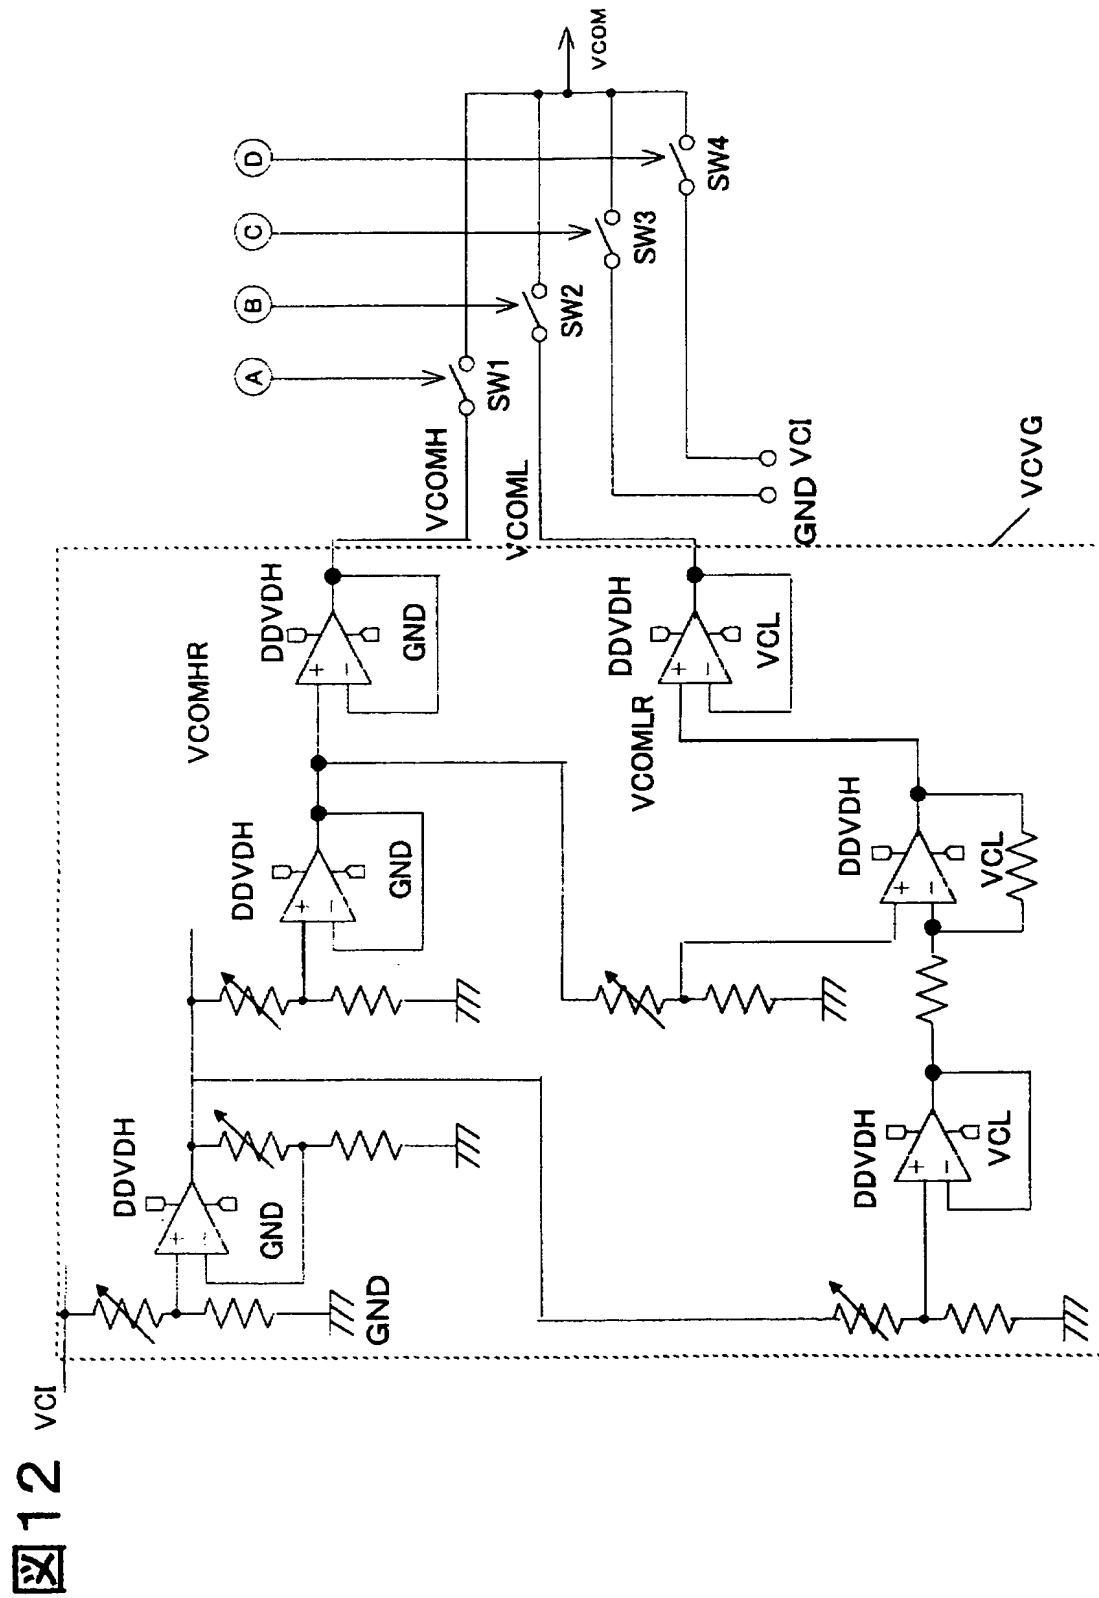 図12
VCI
GND
DDVDH
GND
DDVDH
GND
VCOMHR
DDVDH
GND
VCOMH
SW1
A
B
C
D
VCOML
SW2
SW3
SW4
VCOM
GND
VCI
VCVG
DDVDH
VCL
VCOMLR
DDVDH
VCL
DDVDH
VCL